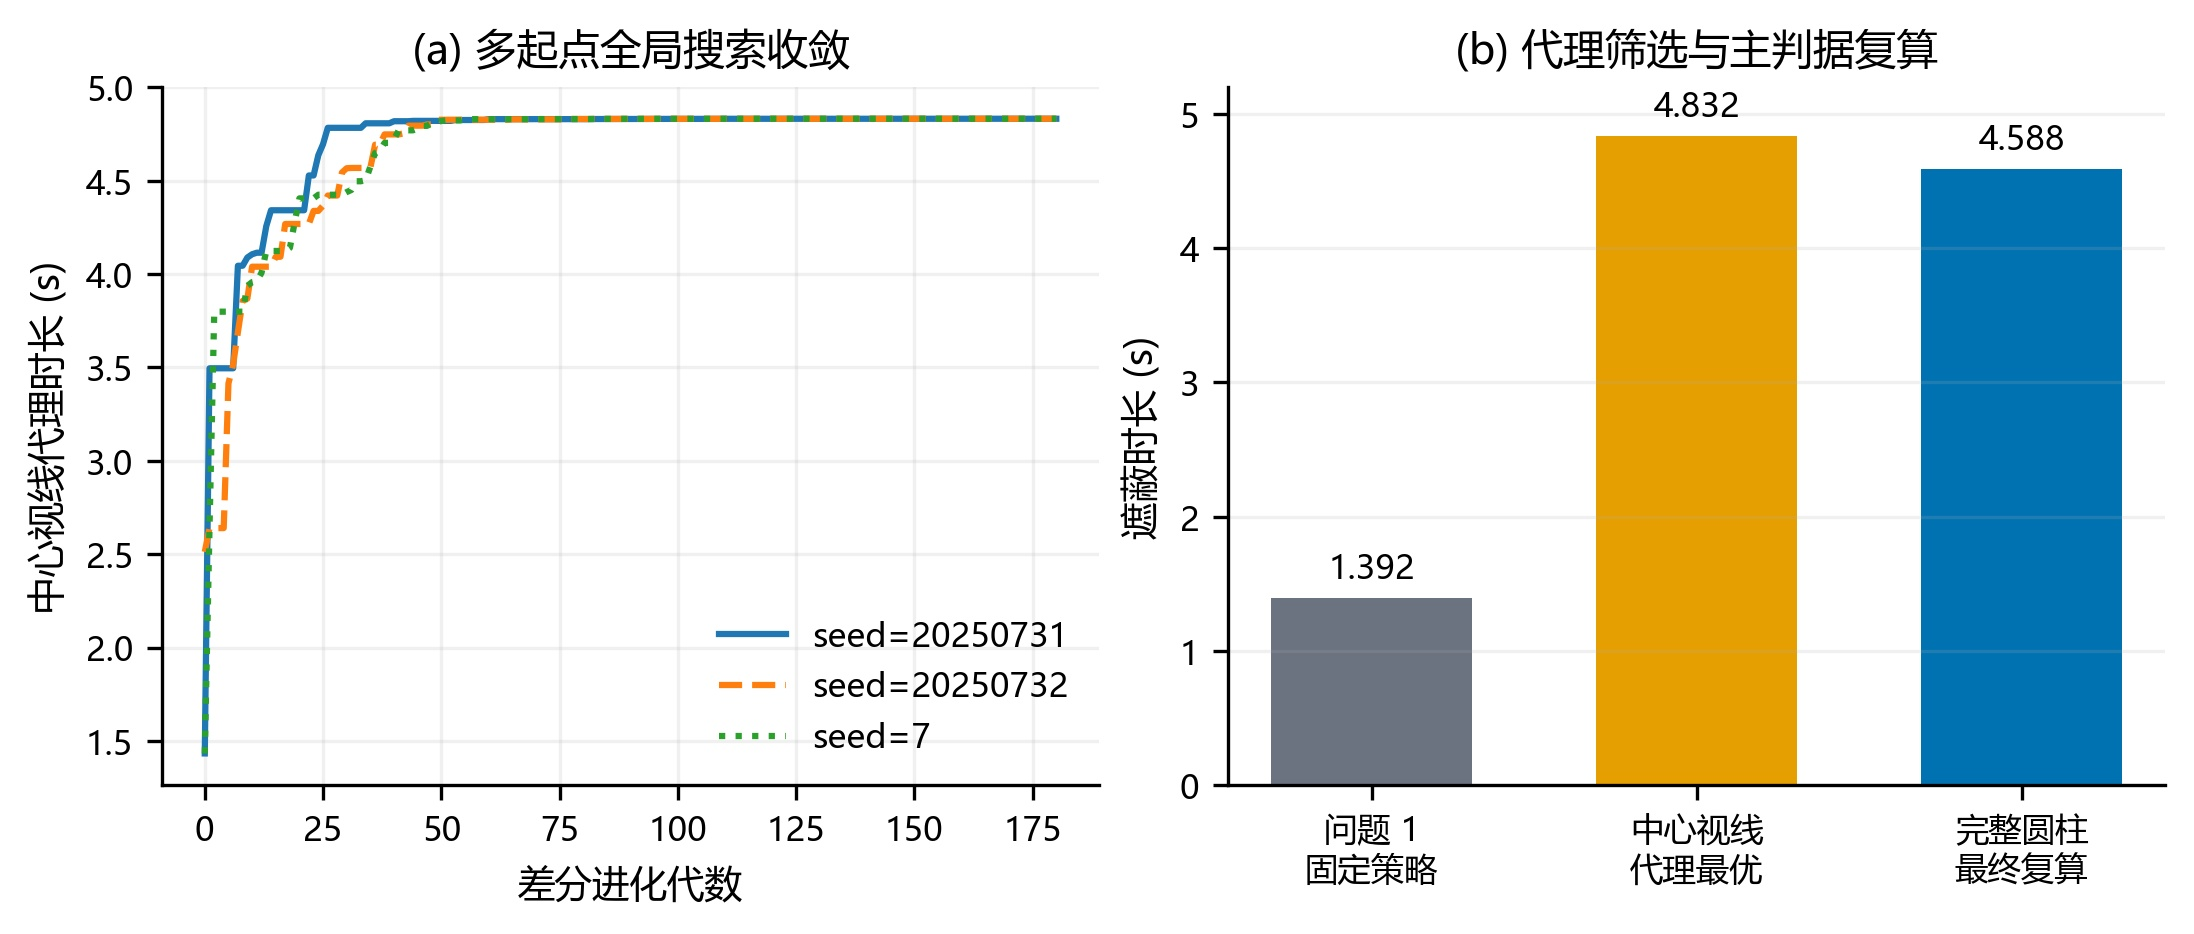 (a) 多起点全局搜索收敛
中心视线代理时长 (s)
5.0
4.5
4.0
3.5
3.0
2.5
2.0
1.5
seed=20250731
seed=20250732
seed=7
0 25 50 75 100 125 150 175
差分进化代数
(b) 代理筛选与主判据复算
遮蔽时长 (s)
5
4
3
2
1
0
1.392
4.832
4.588
问题 1
固定策略
中心视线
代理最优
完整圆柱
最终复算